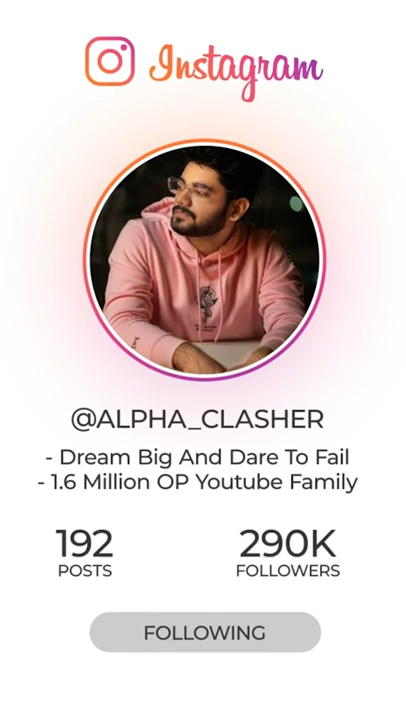 Instagram
@ALPHA_CLASHER
- Dream Big And Dare To Fail
- 1.6 Million OP Youtube Family
192 290K
POSTS FOLLOWERS
FOLLOWING